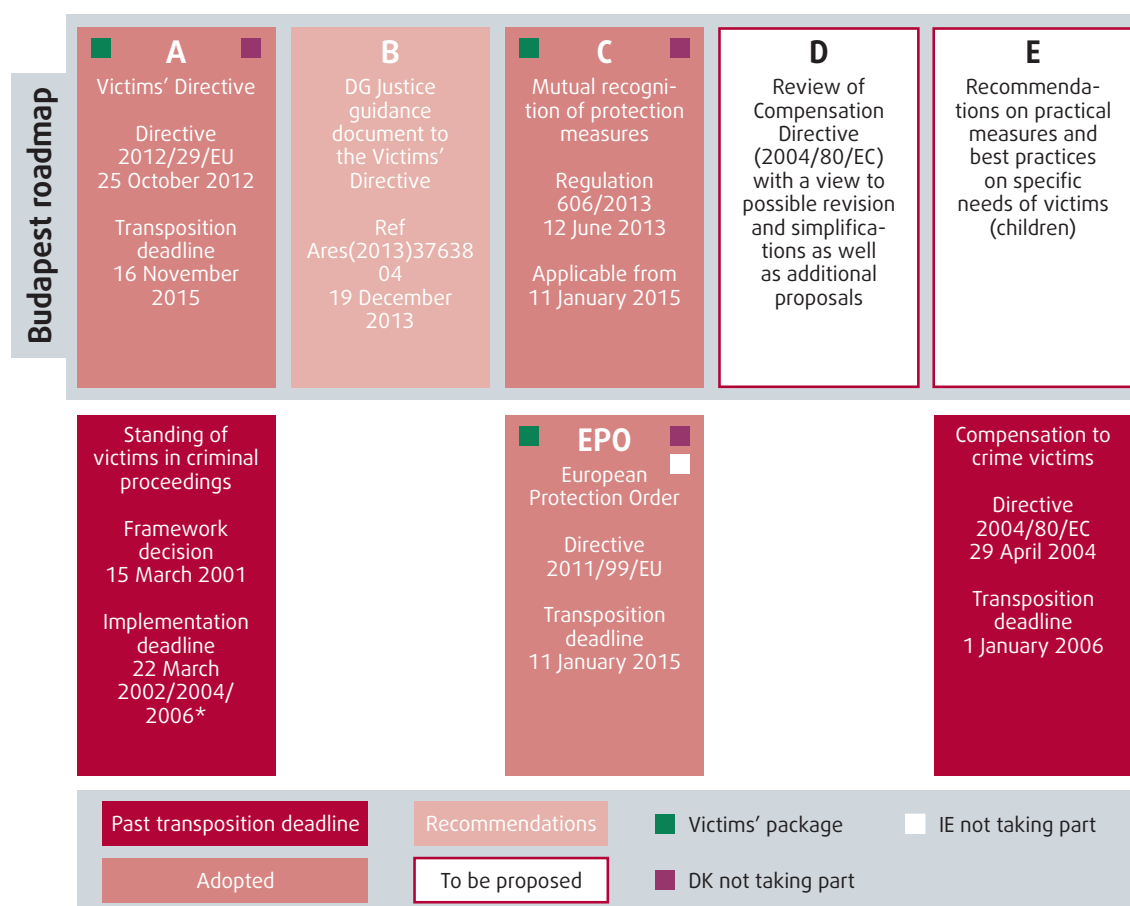 Budapest roadmap
A
Victims’ Directive
Directive
2012/29/EU
25 October 2012
Transposition
deadline
16 November
2015
B
DG Justice
guidance
document to
the Victims’
Directive
Ref
Ares(2013)37638
04
19 December
2013
C
Mutual recogni-
tion of protection
measures
Regulation
606/2013
12 June 2013
Applicable from
11 January 2015
D
Review of
Compensation
Directive
(2004/80/EC)
with a view to
possible revision
and simplifica-
tions as well
as additional
proposals
E
Recommenda-
tions on practical
measures and
best practices
on specific
needs of victims
(children)
Standing of
victims in criminal
proceedings
Framework
decision
15 March 2001
Implementation
deadline
22 March
2002/2004/
2006*
EPO
European
Protection Order
Directive
2011/99/EU
Transposition
deadline
11 January 2015
Compensation to
crime victims
Directive
2004/80/EC
29 April 2004
Transposition
deadline
1 January 2006
Past transposition deadline
Recommendations
Victims’ package
IE not taking part
Adopted
To be proposed
DK not taking part